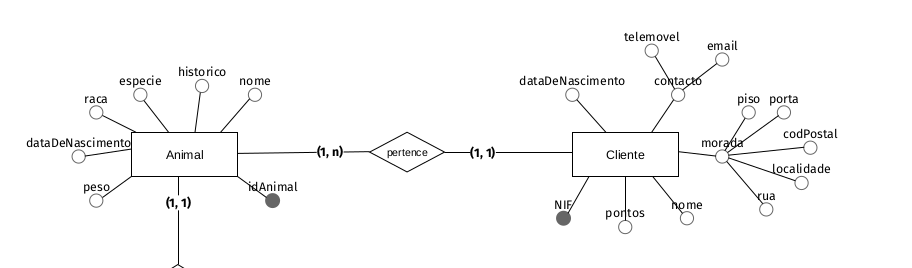 telemovel
email
historico
especie
nome
dataDeNascimento
contacto
raca
piso
porta
dataDeNascimento
Animal
(1, n)
pertence
(1, 1)
Cliente
morada
codPostal
localidade
peso
idAnimal
(1, 1)
NIF
pontos
nome
rua